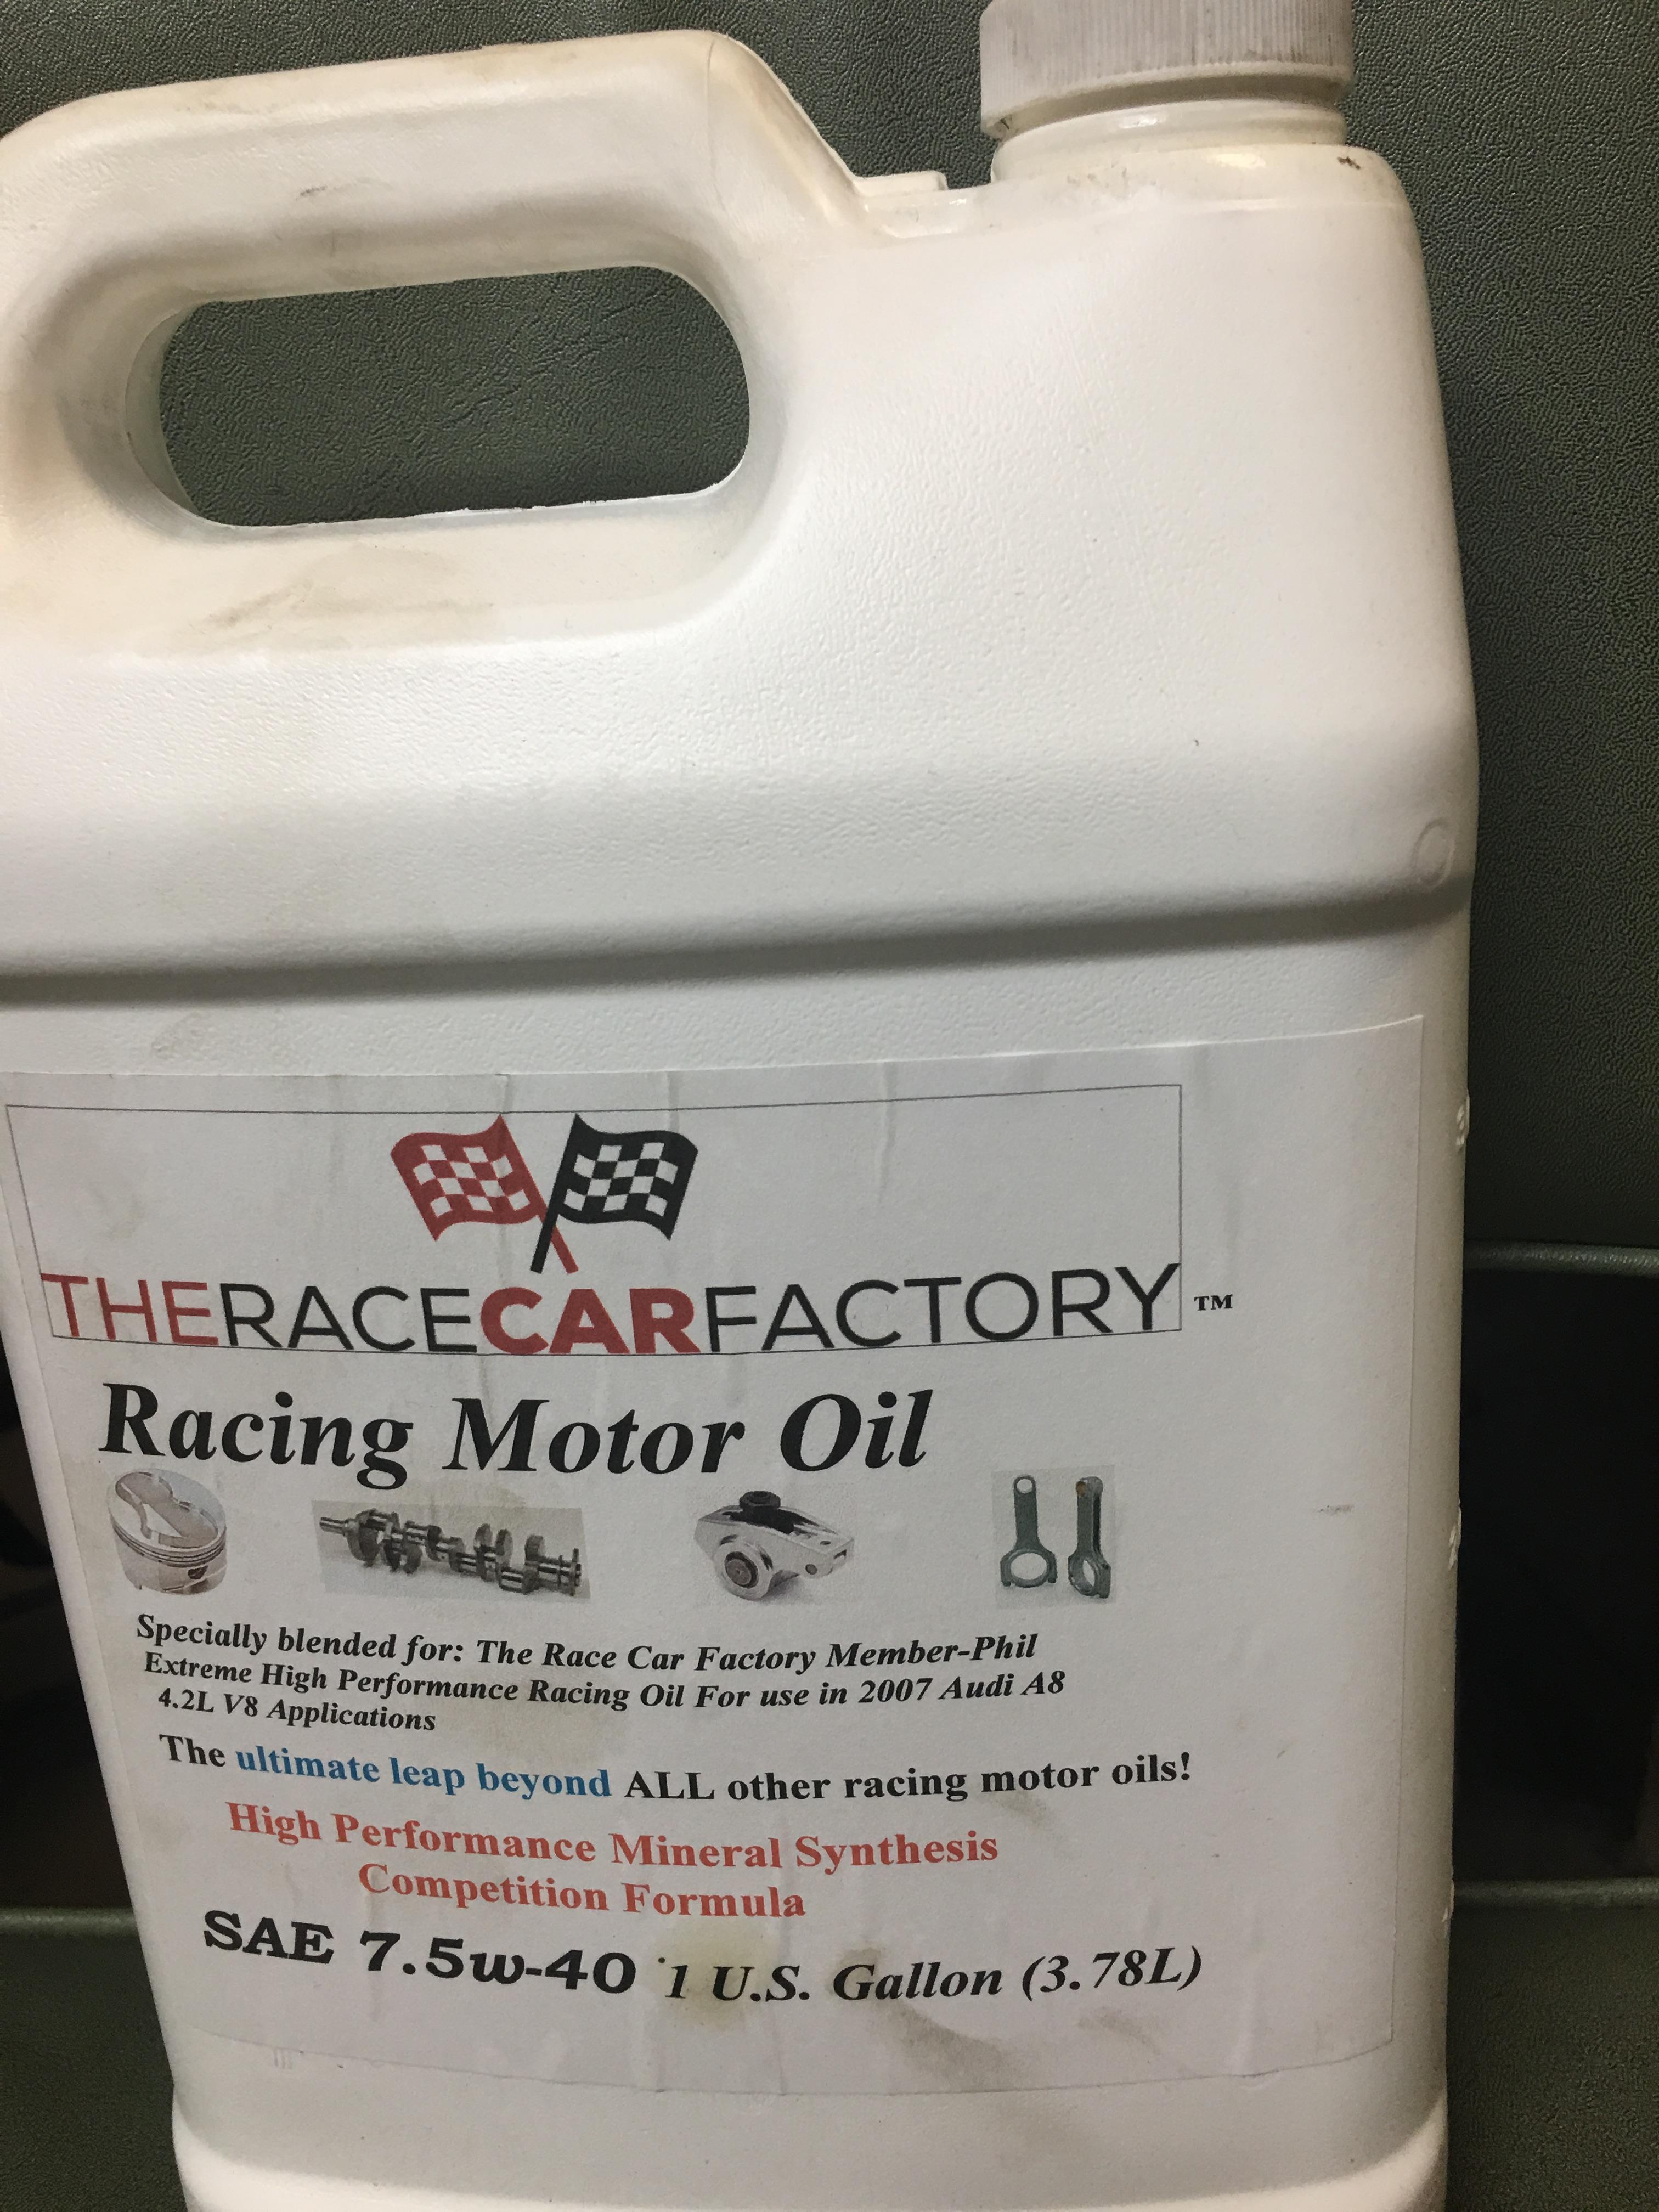 THERACECARFACTORY ™
Racing Motor Oil
Specially blended for: The Race Car Factory Member-Phil
Extreme High Performance Racing Oil For use in 2007 Audi A8
4.2L V8 Applications
The ultimate leap beyond ALL other racing motor oils!
High Performance Mineral Synthesis
Competition Formula
SAE 7.5w-40 1 U.S. Gallon (3.78L)